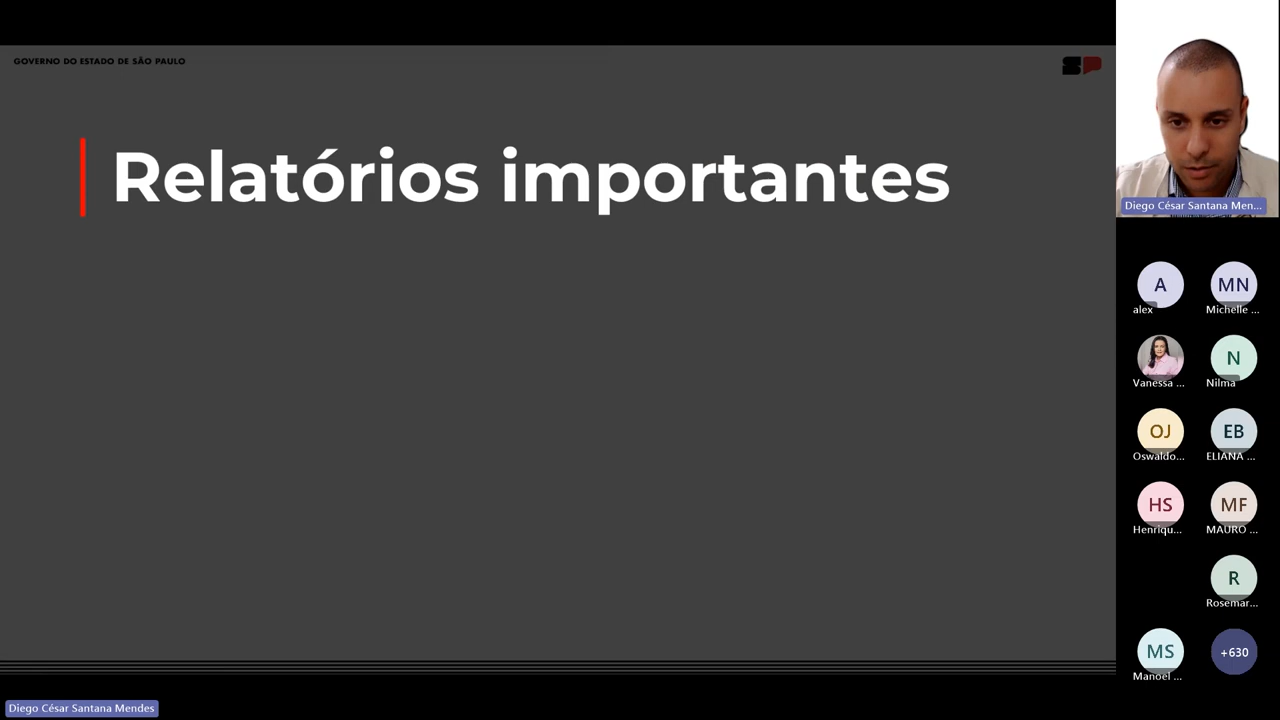 GOVERNO DO ESTADO DE SÃO PAULO
SP
Relatórios importantes
Diego César Santana Men...
A
alex
MN
Michelle ...
Vanessa ...
N
Nilma
OJ
Oswaldo...
EB
ELIANA ...
HS
Henriqu...
MF
MAURO ...
R
Rosemar...
MS
Manoel ...
+630
Diego César Santana Mendes